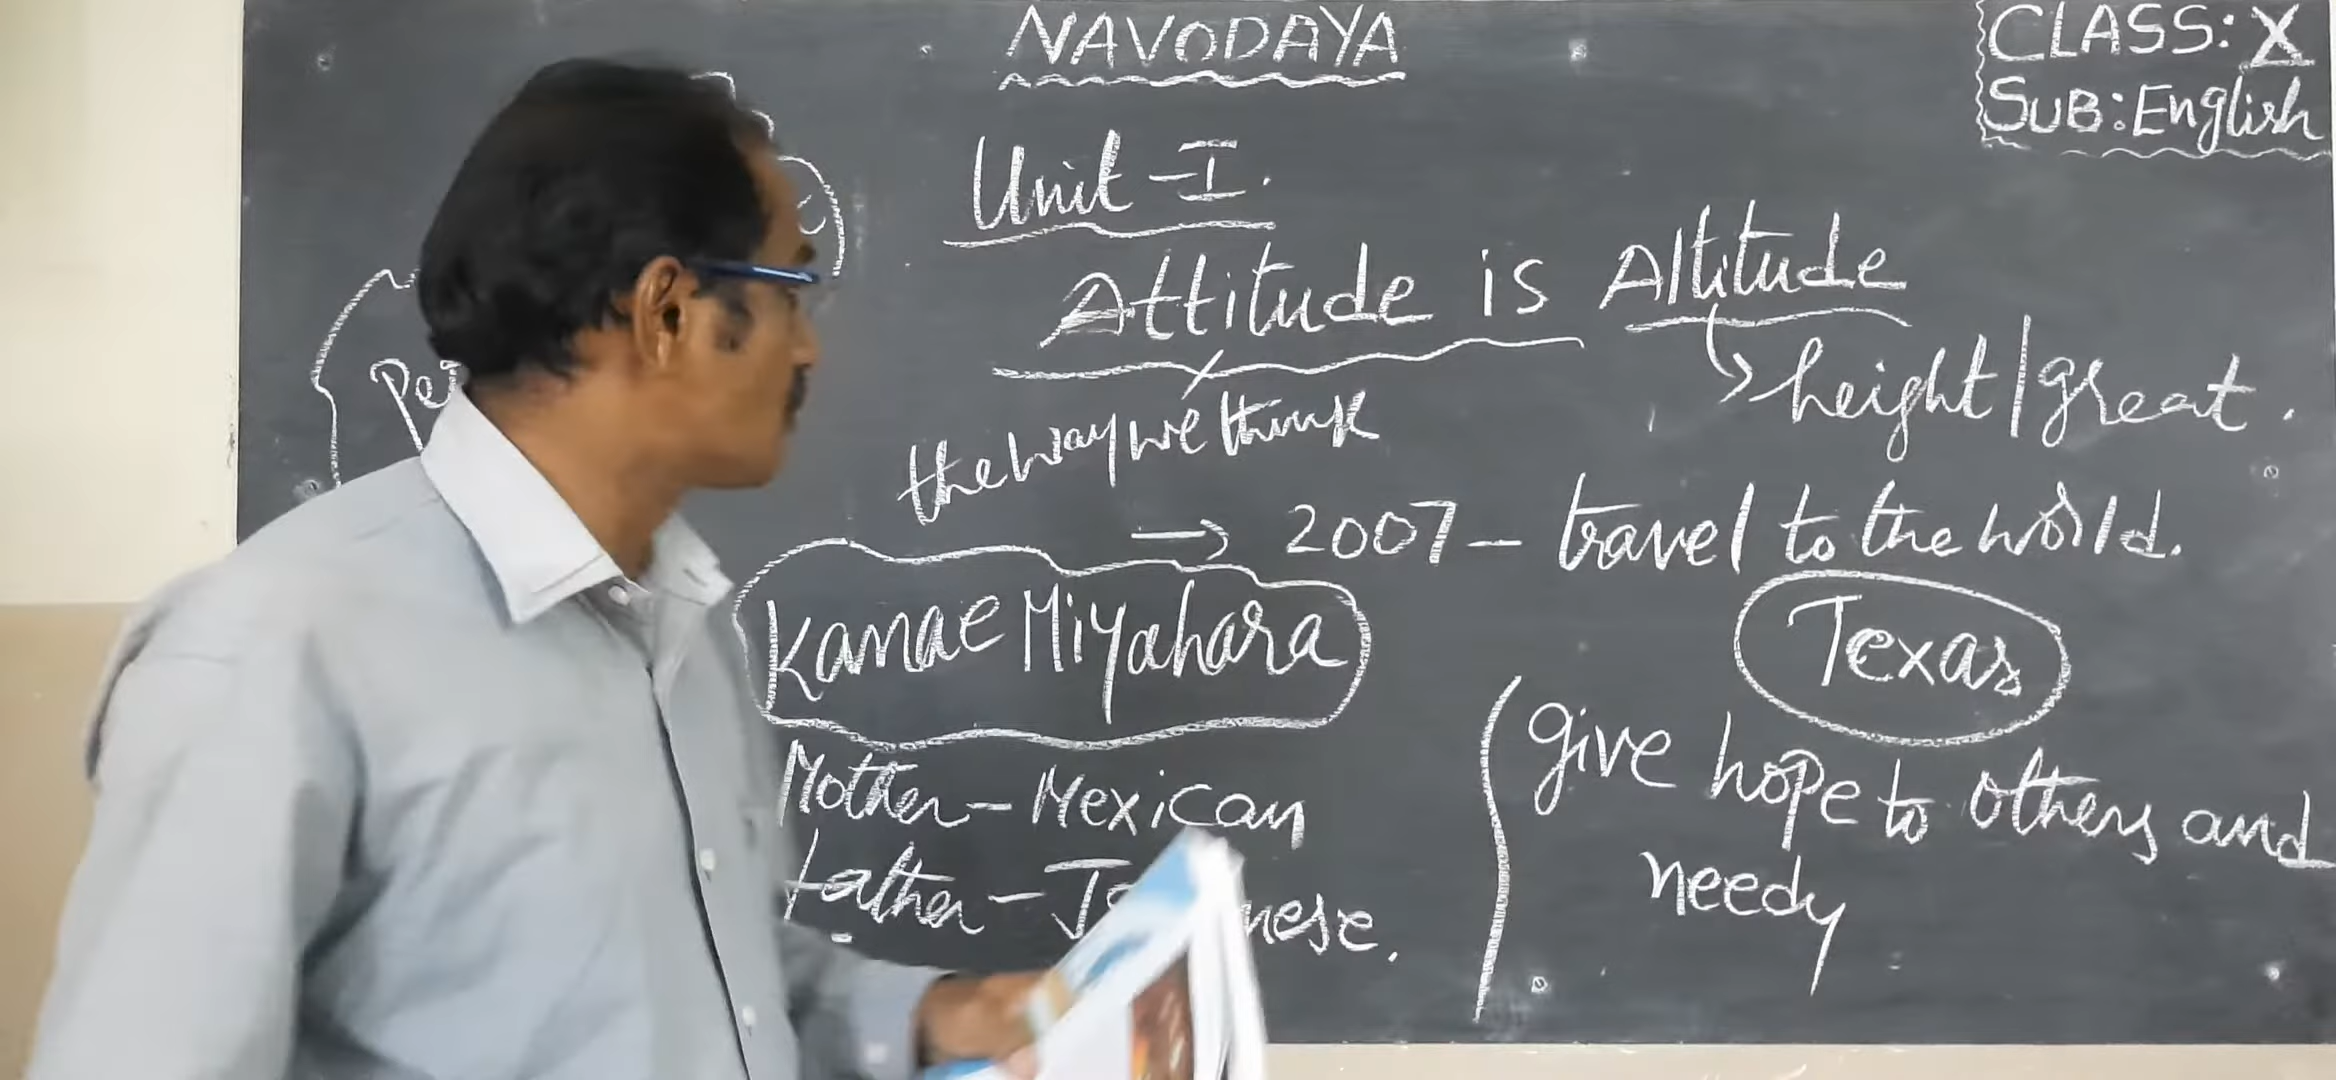 NAVODAYA
CLASS: X
SUB: English
Unit - I.
Attitude is Altitude
height/great.
the way we think
→ 2007 - travel to the world.
Kanae Miyahara
Texas
Mother - Mexican
give hope to others and
needy